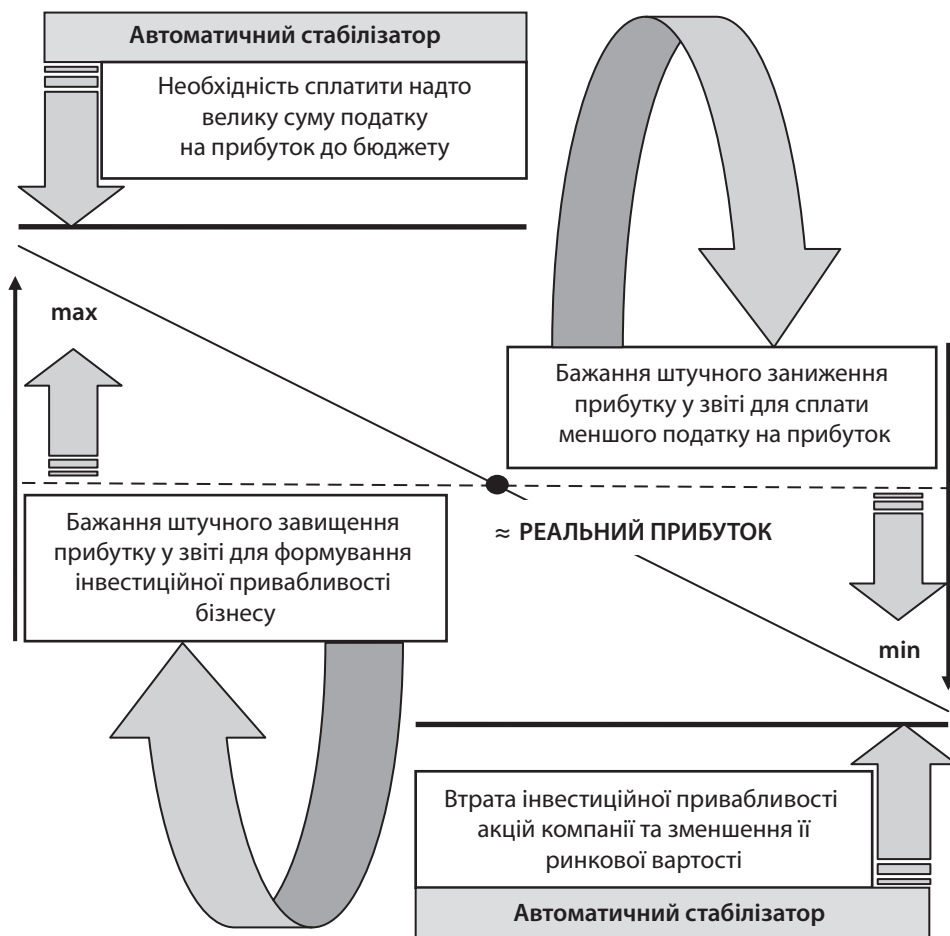 Автоматичний стабілізатор
Необхідність сплатити надто
велику суму податку
на прибуток до бюджету
max
Бажання штучного заниження
прибутку у звіті для сплати
меншого податку на прибуток
Бажання штучного завищення
прибутку у звіті для формування
інвестиційної привабливості
бізнесу
≈ РЕАЛЬНИЙ ПРИБУТОК
min
Втрата інвестиційної привабливості
акцій компанії та зменшення її
ринкової вартості
Автоматичний стабілізатор